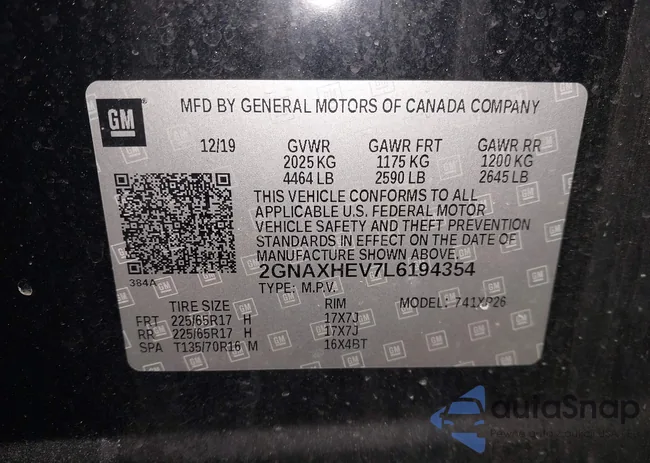 GM
MFD BY GENERAL MOTORS OF CANADA COMPANY
12/19 GVWR GAWR FRT GAWR RR
2025 KG 1175 KG 1200 KG
4464 LB 2590 LB 2645 LB
THIS VEHICLE CONFORMS TO ALL
APPLICABLE U.S. FEDERAL MOTOR
VEHICLE SAFETY AND THEFT PREVENTION
STANDARDS IN EFFECT ON THE DATE OF
MANUFACTURE SHOWN ABOVE.
384A
2GNAXHEV7L6194354
TYPE: M.P.V.
TIRE SIZE RIM MODEL: 741XP26
FRT 225/65R17 H 17X7J
RR 225/65R17 H 17X7J
SPA T135/70R16 M 16X4BT
autaSnap